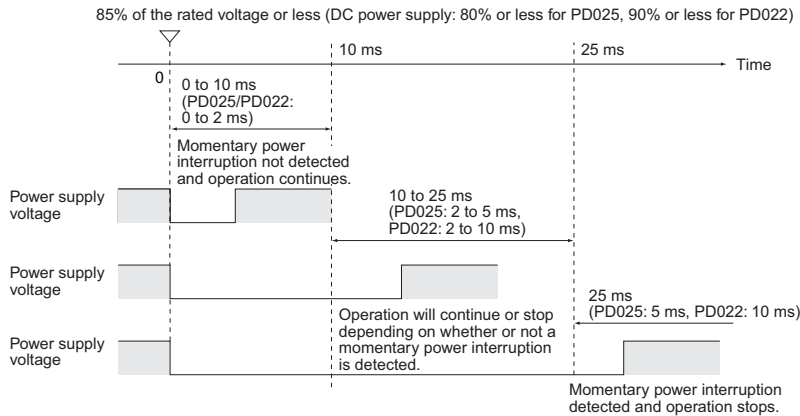 85% of the rated voltage or less (DC power supply: 80% or less for PD025, 90% or less for PD022)
10 ms
25 ms
Time
0
0 to 10 ms
(PD025/PD022:
0 to 2 ms)
Momentary power
interruption not detected
and operation continues.
Power supply
voltage
10 to 25 ms
(PD025: 2 to 5 ms,
PD022: 2 to 10 ms)
Power supply
voltage
Operation will continue or stop
depending on whether or not a
momentary power interruption
is detected.
25 ms
(PD025: 5 ms, PD022: 10 ms)
Power supply
voltage
Momentary power interruption
detected and operation stops.